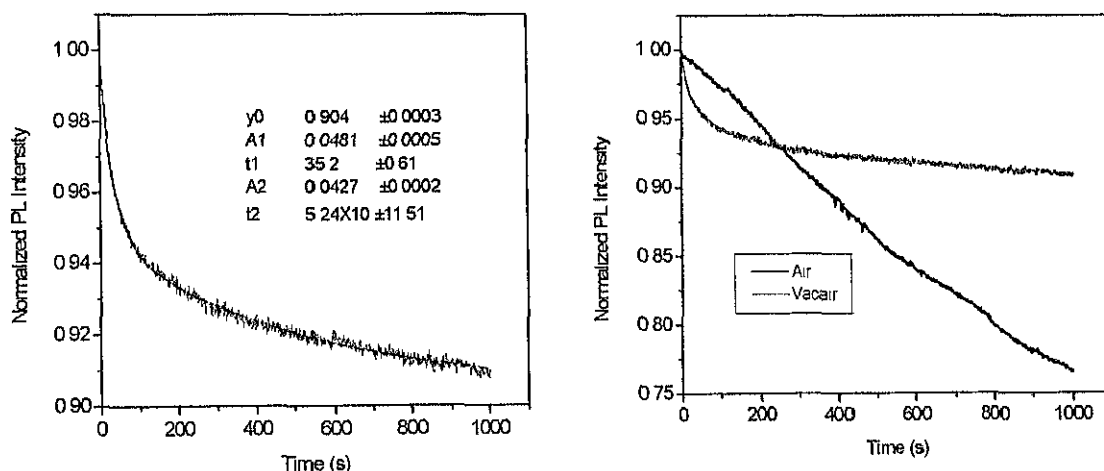 Normalized PL Intensity
1 00
0 98
0 96
0 94
0 92
0 90
y0 0 904 ±0 0003
A1 0 0481 ±0 0005
t1 35 2 ±0 61
A2 0 0427 ±0 0002
t2 5 24X10 ±11 51
0 200 400 600 800 1000
Time (s)
Normalized PL Intensity
1 00
0 95
0 90
0 85
0 80
0 75
Air
Vacair
0 200 400 600 800 1000
Time (s)